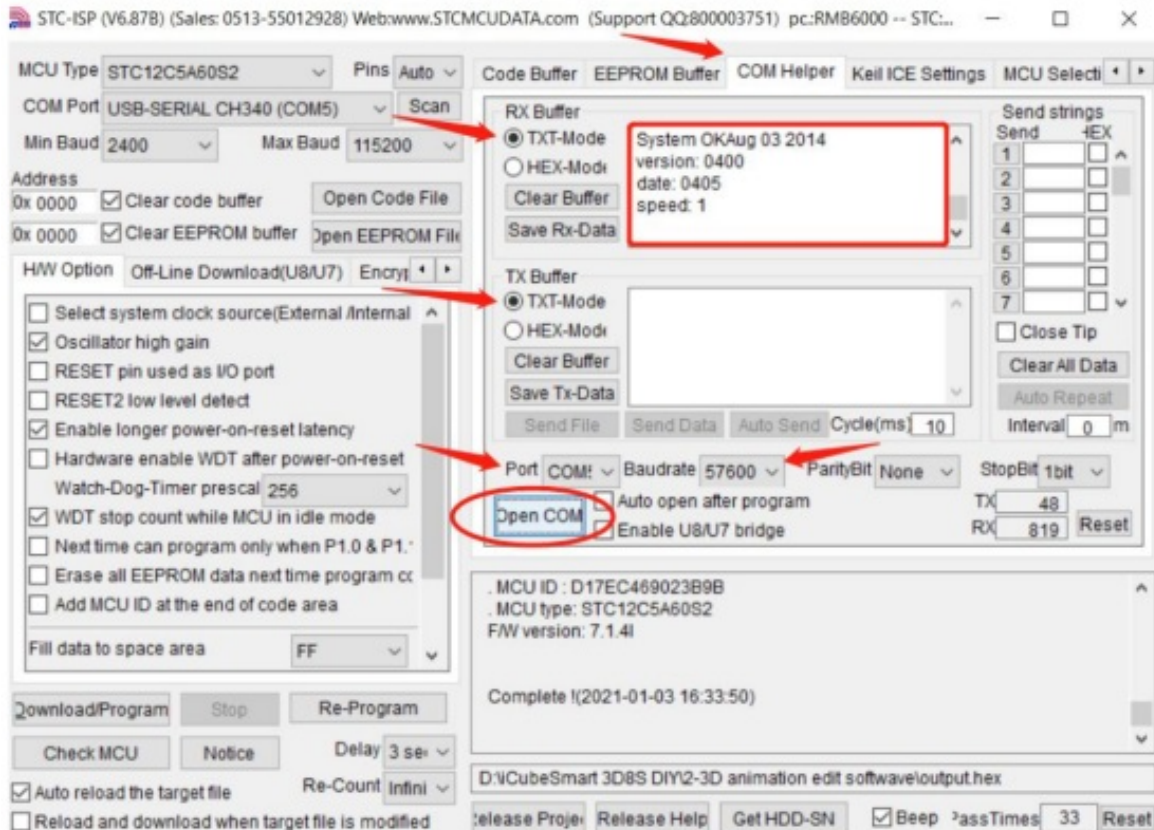 STC-ISP (V6.87B) (Sales: 0513-55012928) Web:www.STCMCUDATA.com (Support QQ:800003751) pc:RMB6000 -- STC:...
MCU Type STC12C5A60S2 Pins Auto
COM Port USB-SERIAL CH340 (COM5) Scan
Min Baud 2400 Max Baud 115200
Address
0x 0000 Clear code buffer Open Code File
0x 0000 Clear EEPROM buffer Open EEPROM File
H/W Option Off-Line Download(U8/U7) Encryp
Select system clock source(External /Internal
Oscillator high gain
RESET pin used as I/O port
RESET2 low level detect
Enable longer power-on-reset latency
Hardware enable WDT after power-on-reset
Watch-Dog-Timer prescal 256
WDT stop count while MCU in idle mode
Next time can program only when P1.0 & P1.
Erase all EEPROM data next time program co
Add MCU ID at the end of code area
Fill data to space area FF
Download/Program Stop Re-Program
Check MCU Notice Delay 3 sec
Auto reload the target file Re-Count Infini
Reload and download when target file is modified
Code Buffer EEPROM Buffer COM Helper Keil ICE Settings MCU Selecti
RX Buffer
TXT-Mode
HEX-Mode
Clear Buffer
Save Rx-Data
System OKAug 03 2014
version: 0400
date: 0405
speed: 1
TX Buffer
TXT-Mode
HEX-Mode
Clear Buffer
Save Tx-Data
Send File Send Data Auto Send Cycle(ms) 10
Send strings
Send HEX
1
2
3
4
5
6
7
Close Tip
Clear All Data
Auto Repeat
Interval 0 m
Port COM5 Baudrate 57600 ParityBit None StopBit 1bit
Open COM Auto open after program TX 48
Enable U8/U7 bridge RX 819 Reset
. MCU ID : D17EC469023B9B
. MCU type: STC12C5A60S2
F/W version: 7.1.4I
Complete !(2021-01-03 16:33:50)
D:\iCubeSmart 3D8S DIY\2-3D animation edit softwave\output.hex
Release Projec Release Help Get HDD-SN Beep PassTimes 33 Reset